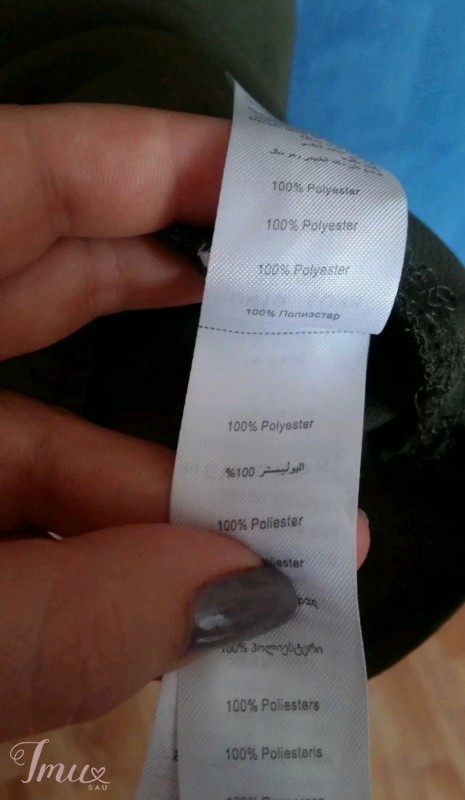 100% Polyester
100% Polyester
100% Polyester
100% Полиэстер
100% Polyester
البوليستر 100%
100% Poliester
100% პოლიესტერი
100% Poliesters
100% Poliesteris
Imu
SAU